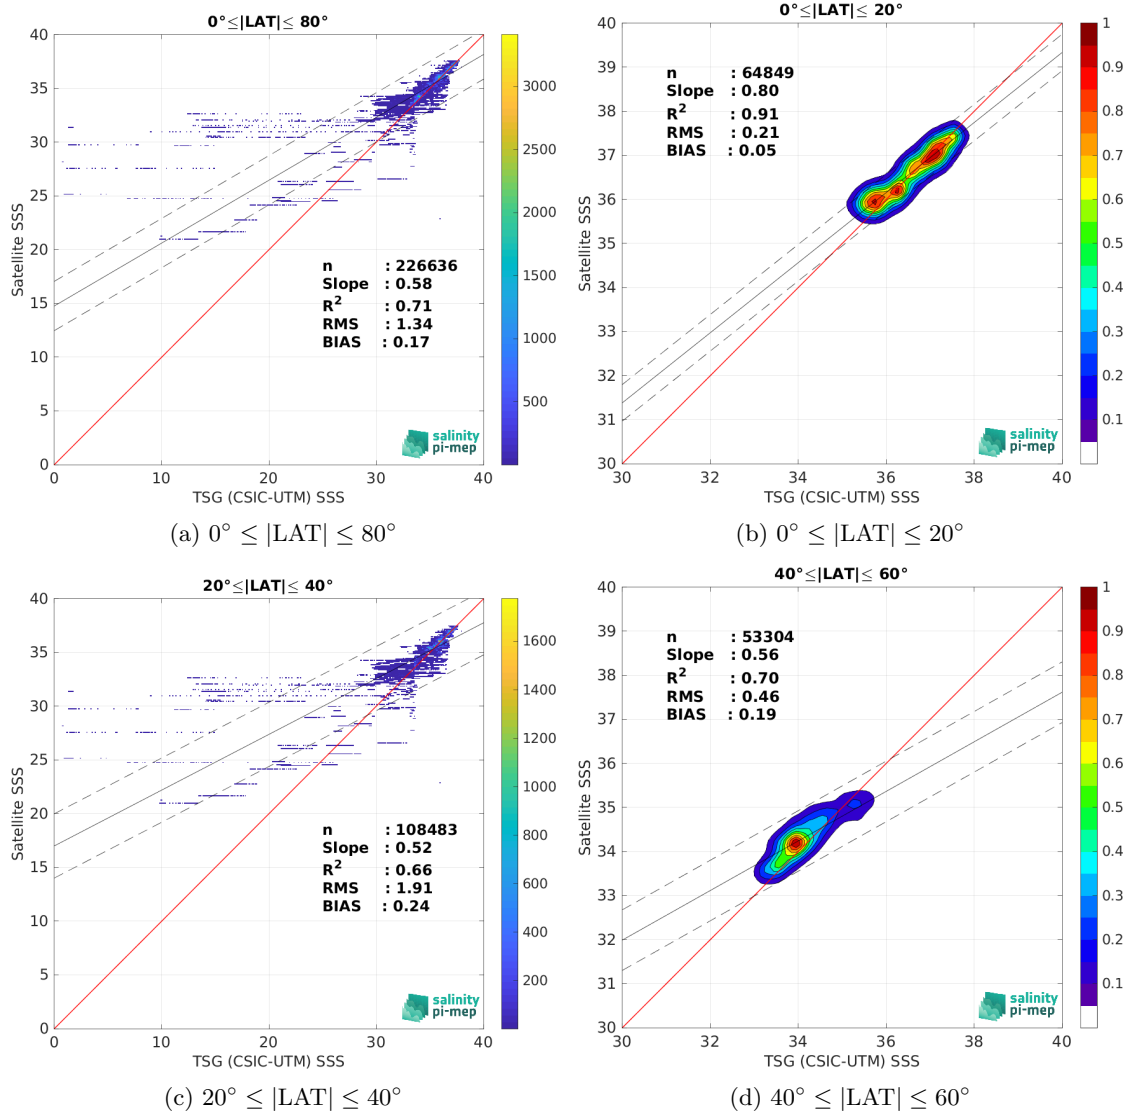 0°≤|LAT|≤ 80°
40
35
30
25
20
15
10
5
0
Satellite SSS
0 10 20 30 40
TSG (CSIC-UTM) SSS
n : 226636
Slope : 0.58
R² : 0.71
RMS : 1.34
BIAS : 0.17
salinity
pi-mep
3000
2500
2000
1500
1000
500
(a) 0° ≤ |LAT| ≤ 80°
0°≤|LAT|≤ 20°
40
39
38
37
36
35
34
33
32
31
30
Satellite SSS
30 32 34 36 38 40
TSG (CSIC-UTM) SSS
n : 64849
Slope : 0.80
R² : 0.91
RMS : 0.21
BIAS : 0.05
salinity
pi-mep
1
0.9
0.8
0.7
0.6
0.5
0.4
0.3
0.2
0.1
(b) 0° ≤ |LAT| ≤ 20°
20°≤|LAT|≤ 40°
40
35
30
25
20
15
10
5
0
Satellite SSS
0 10 20 30 40
TSG (CSIC-UTM) SSS
n : 108483
Slope : 0.52
R² : 0.66
RMS : 1.91
BIAS : 0.24
salinity
pi-mep
1600
1400
1200
1000
800
600
400
200
(c) 20° ≤ |LAT| ≤ 40°
40°≤|LAT|≤ 60°
40
39
38
37
36
35
34
33
32
31
30
Satellite SSS
30 32 34 36 38 40
TSG (CSIC-UTM) SSS
n : 53304
Slope : 0.56
R² : 0.70
RMS : 0.46
BIAS : 0.19
salinity
pi-mep
1
0.9
0.8
0.7
0.6
0.5
0.4
0.3
0.2
0.1
(d) 40° ≤ |LAT| ≤ 60°